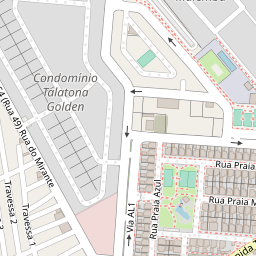 Condomínio
Talatona
Golden
(Rua 49)
Rua do Mirante
Travessa 2
Travessa 1
Via AL1
Rua Praia Azul
Rua Praia
Rua Praia M